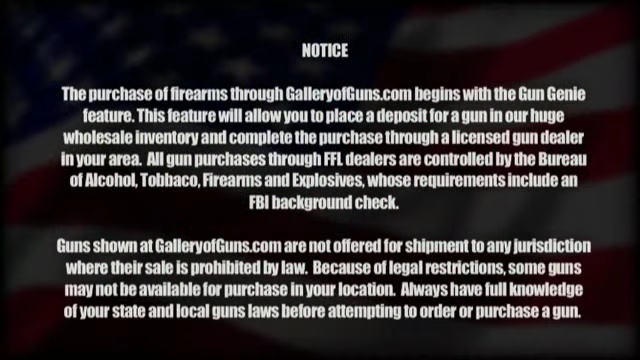 NOTICE
The purchase of firearms through GalleryofGuns.com begins with the Gun Genie
feature. This feature will allow you to place a deposit for a gun in our huge
wholesale inventory and complete the purchase through a licensed gun dealer
in your area. All gun purchases through FFL dealers are controlled by the Bureau
of Alcohol, Tobbaco, Firearms and Explosives, whose requirements include an
FBI background check.
Guns shown at GalleryofGuns.com are not offered for shipment to any jurisdiction
where their sale is prohibited by law. Because of legal restrictions, some guns
may not be available for purchase in your location. Always have full knowledge
of your state and local guns laws before attempting to order or purchase a gun.